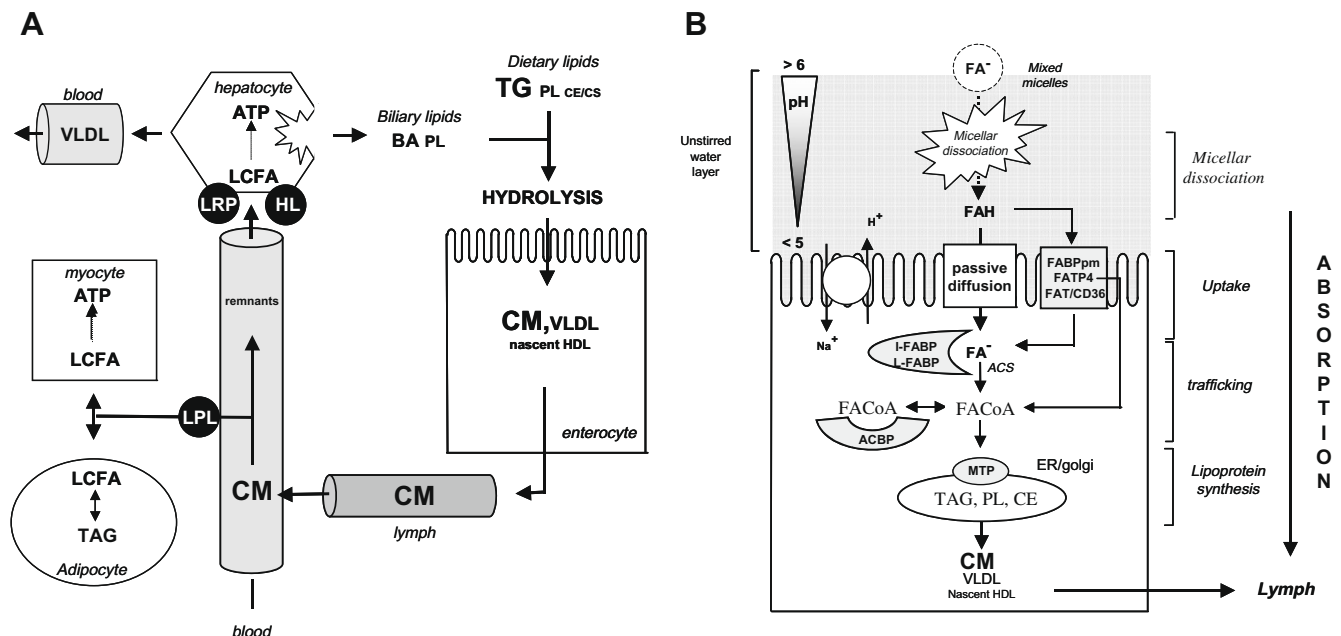 A
blood
VLDL
hepatocyte
ATP
LCFA
LRP
HL
Biliary lipids
BA PL
Dietary lipids
TG PL CE/CS
HYDROLYSIS
CM,VLDL
nascent HDL
enterocyte
myocyte
ATP
LCFA
remnants
LPL
LCFA
TAG
Adipocyte
CM
CM
lymph
blood
B
> 6
pH
< 5
Unstirred
water
layer
FA-
Mixed
micelles
Micellar
dissociation
FAH
Na+
H+
passive
diffusion
FABPpm
FATP4
FAT/CD36
I-FABP
L-FABP
FA-
ACS
FACoA
FACoA
ACBP
MTP
ER/golgi
TAG, PL, CE
CM
VLDL
Nascent HDL
Lymph
Micellar
dissociation
Uptake
trafficking
Lipoprotein
synthesis
ABSORPTION